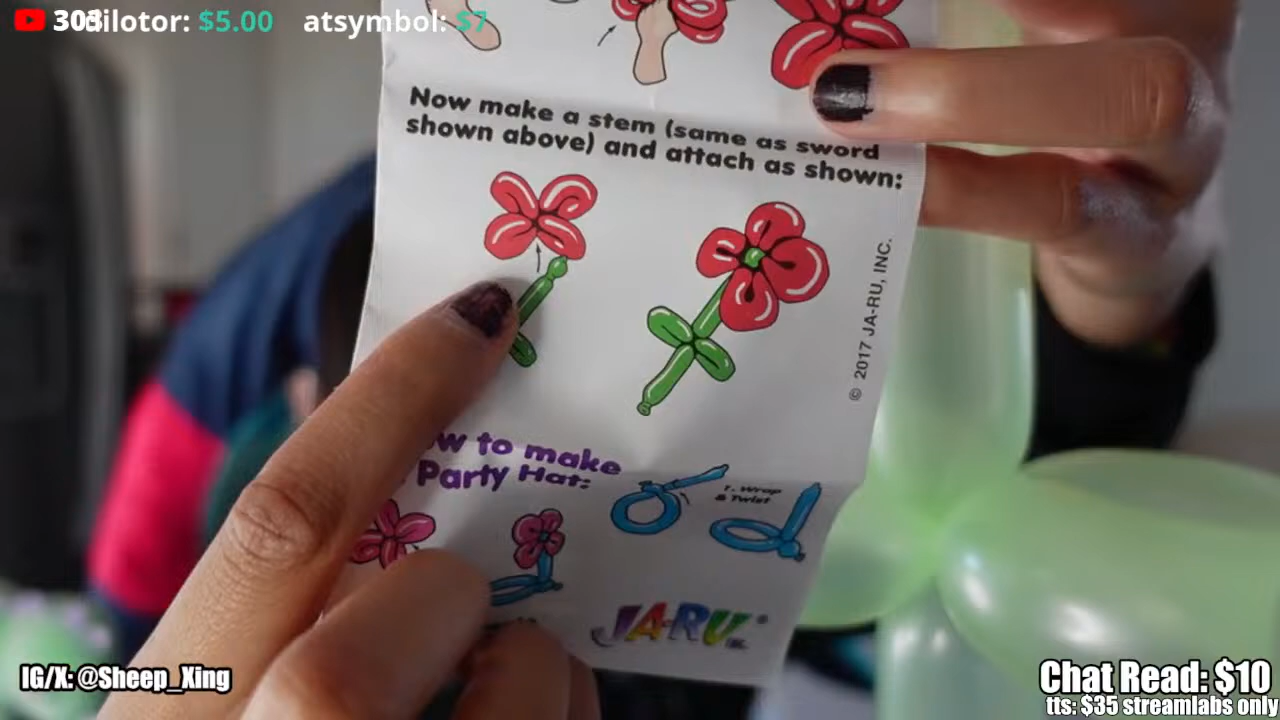 303
dilotor: $5.00 atsymbol: $7
Now make a stem (same as sword
shown above) and attach as shown:
© 2017 JA-RU, INC.
w to make
Party Hat:
1. Wrap
& Twist
JA-RU
IG/X: @Sheep_Xing
Chat Read: $10
tts: $35 streamlabs only